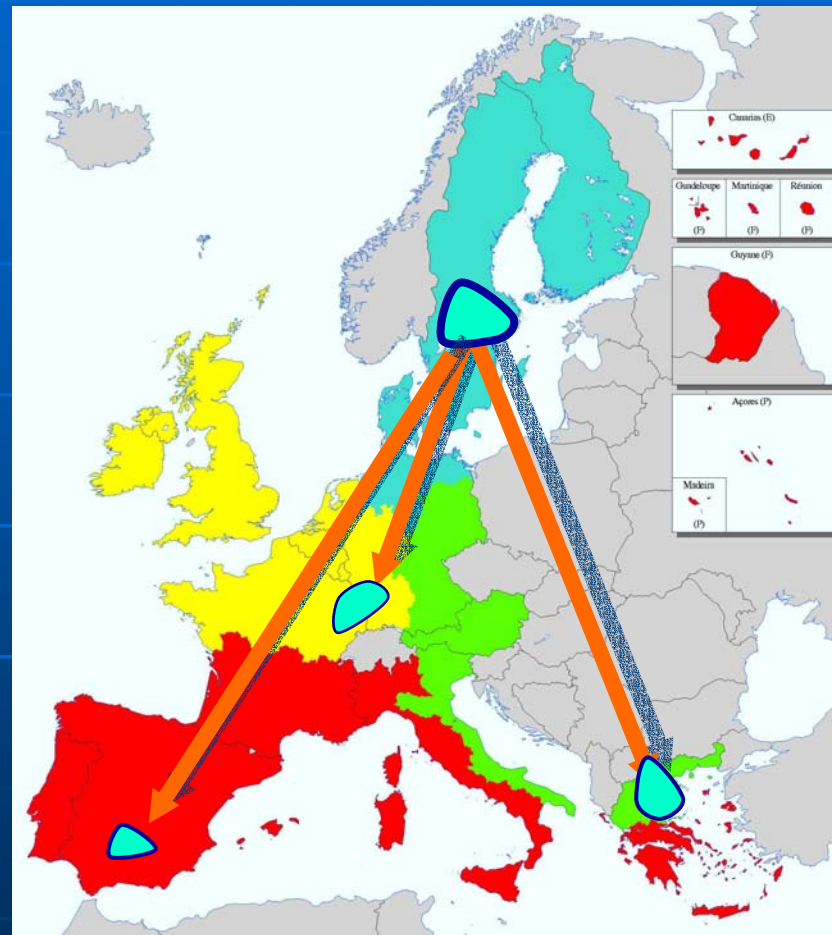 Canarias (E)
Guadeloupe Martinique Réunion
(F) (F) (F)
Guyane (F)
Açores (P)
Madeira
(P)